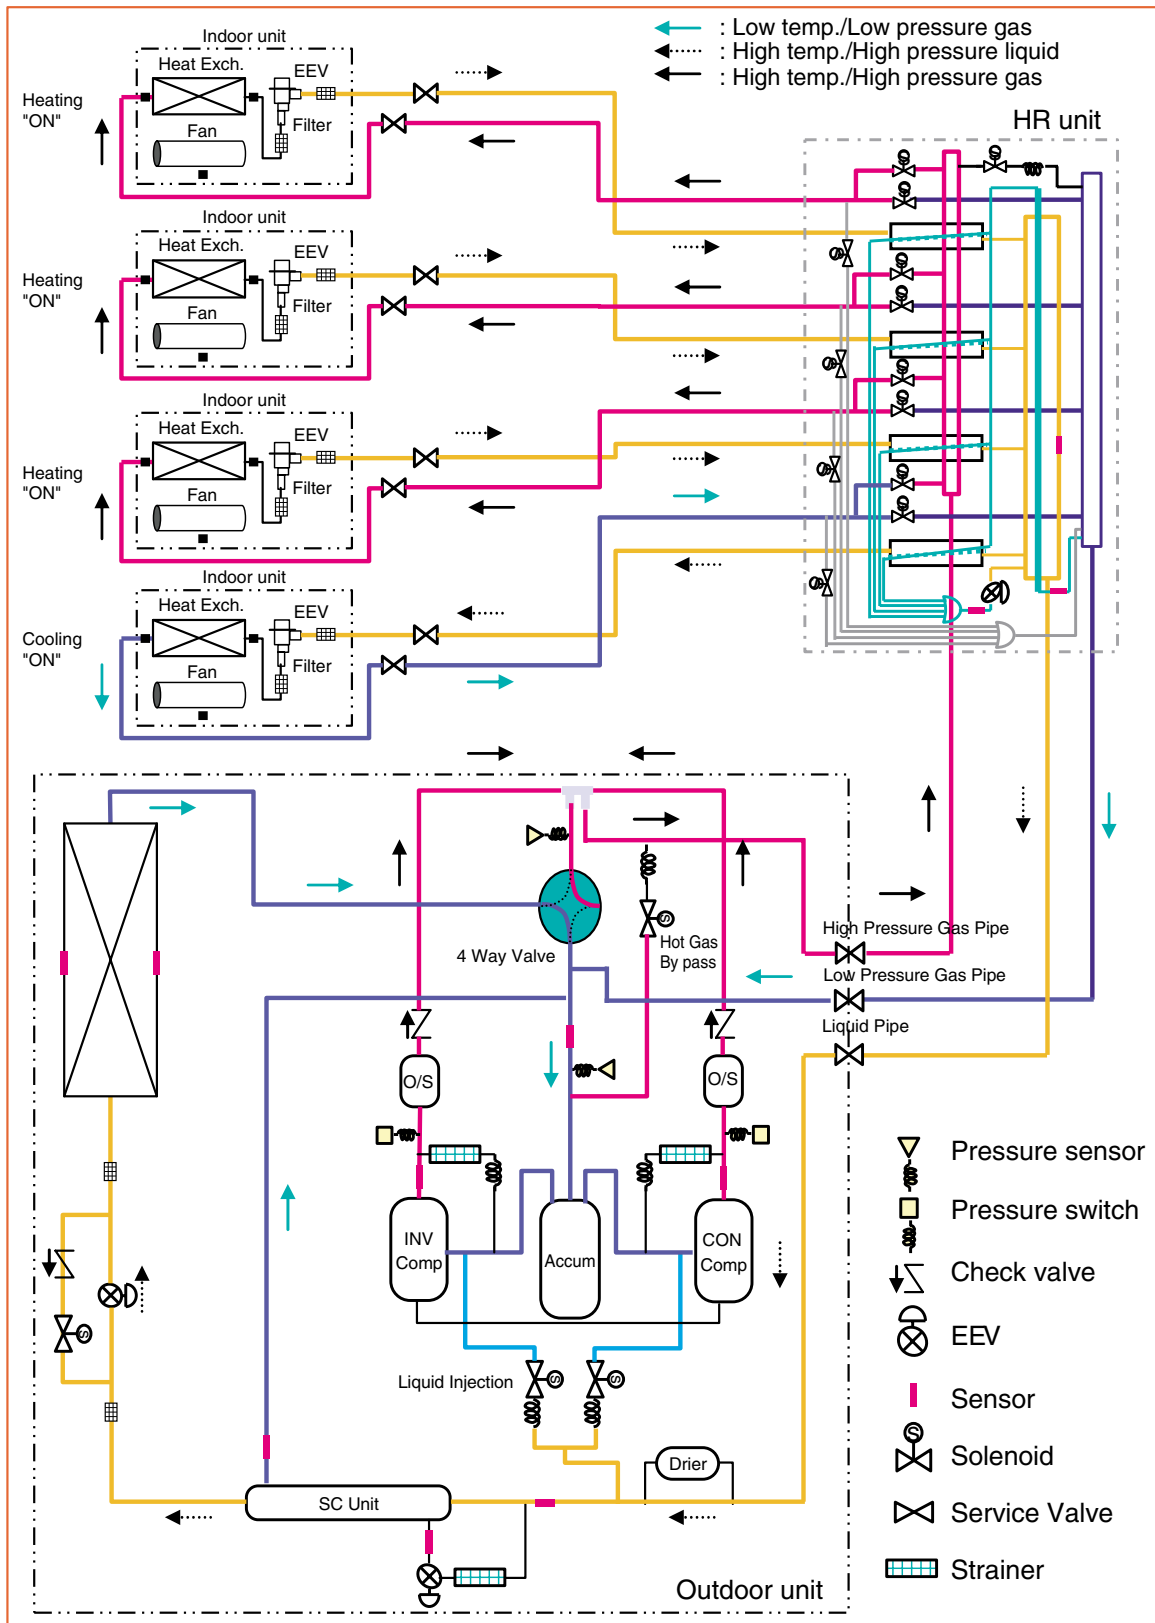 : Low temp./Low pressure gas
: High temp./High pressure liquid
: High temp./High pressure gas
HR unit
Indoor unit
Heat Exch.
EEV
Heating
"ON"
Fan
Filter
Indoor unit
Heat Exch.
EEV
Heating
"ON"
Fan
Filter
Indoor unit
Heat Exch.
EEV
Heating
"ON"
Fan
Filter
Indoor unit
Heat Exch.
EEV
Cooling
"ON"
Fan
Filter
4 Way Valve
S
Hot Gas
By pass
High Pressure Gas Pipe
Low Pressure Gas Pipe
Liquid Pipe
O/S
O/S
INV
Comp
Accum
CON
Comp
S
Liquid Injection
S
S
Drier
SC Unit
Outdoor unit
Pressure sensor
Pressure switch
Check valve
EEV
Sensor
S
Solenoid
Service Valve
Strainer